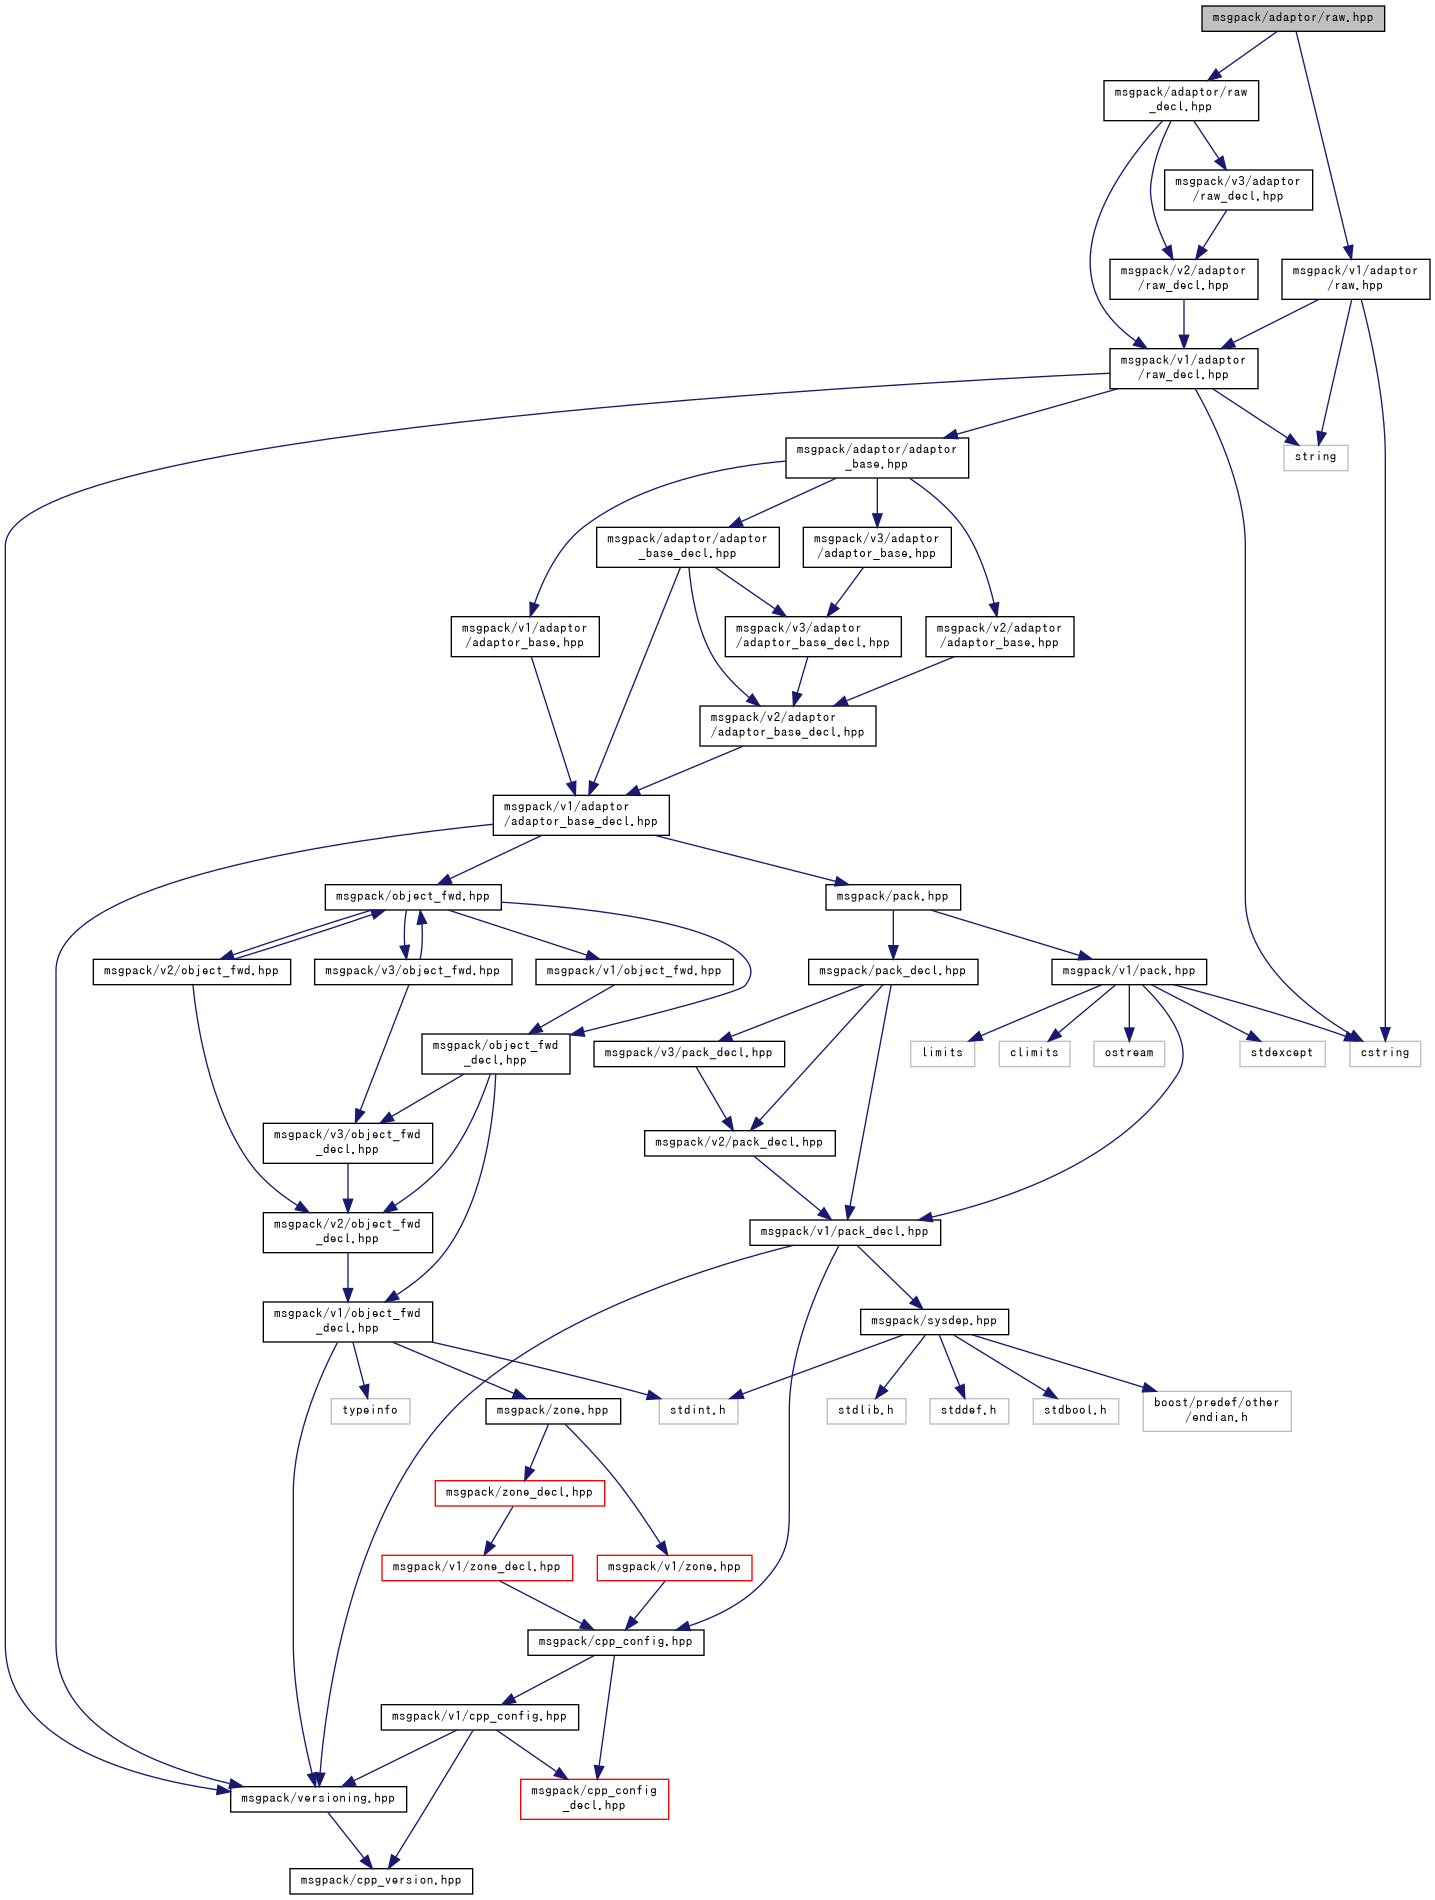 msgpack/adaptor/raw.hpp
msgpack/adaptor/raw
_decl.hpp
msgpack/v3/adaptor
/raw_decl.hpp
msgpack/v2/adaptor
/raw_decl.hpp
msgpack/v1/adaptor
/raw.hpp
msgpack/v1/adaptor
/raw_decl.hpp
msgpack/adaptor/adaptor
_base.hpp
string
msgpack/adaptor/adaptor
_base_decl.hpp
msgpack/v3/adaptor
/adaptor_base.hpp
msgpack/v1/adaptor
/adaptor_base.hpp
msgpack/v3/adaptor
/adaptor_base_decl.hpp
msgpack/v2/adaptor
/adaptor_base.hpp
msgpack/v2/adaptor
/adaptor_base_decl.hpp
msgpack/v1/adaptor
/adaptor_base_decl.hpp
msgpack/object_fwd.hpp
msgpack/pack.hpp
msgpack/v2/object_fwd.hpp
msgpack/v3/object_fwd.hpp
msgpack/v1/object_fwd.hpp
msgpack/pack_decl.hpp
msgpack/v1/pack.hpp
msgpack/object_fwd
_decl.hpp
msgpack/v3/pack_decl.hpp
limits
climits
ostream
stdexcept
cstring
msgpack/v3/object_fwd
_decl.hpp
msgpack/v2/pack_decl.hpp
msgpack/v2/object_fwd
_decl.hpp
msgpack/v1/pack_decl.hpp
msgpack/v1/object_fwd
_decl.hpp
msgpack/sysdep.hpp
typeinfo
msgpack/zone.hpp
stdint.h
stdlib.h
stddef.h
stdbool.h
boost/predef/other
/endian.h
msgpack/zone_decl.hpp
msgpack/v1/zone_decl.hpp
msgpack/v1/zone.hpp
msgpack/cpp_config.hpp
msgpack/v1/cpp_config.hpp
msgpack/versioning.hpp
msgpack/cpp_config
_decl.hpp
msgpack/cpp_version.hpp